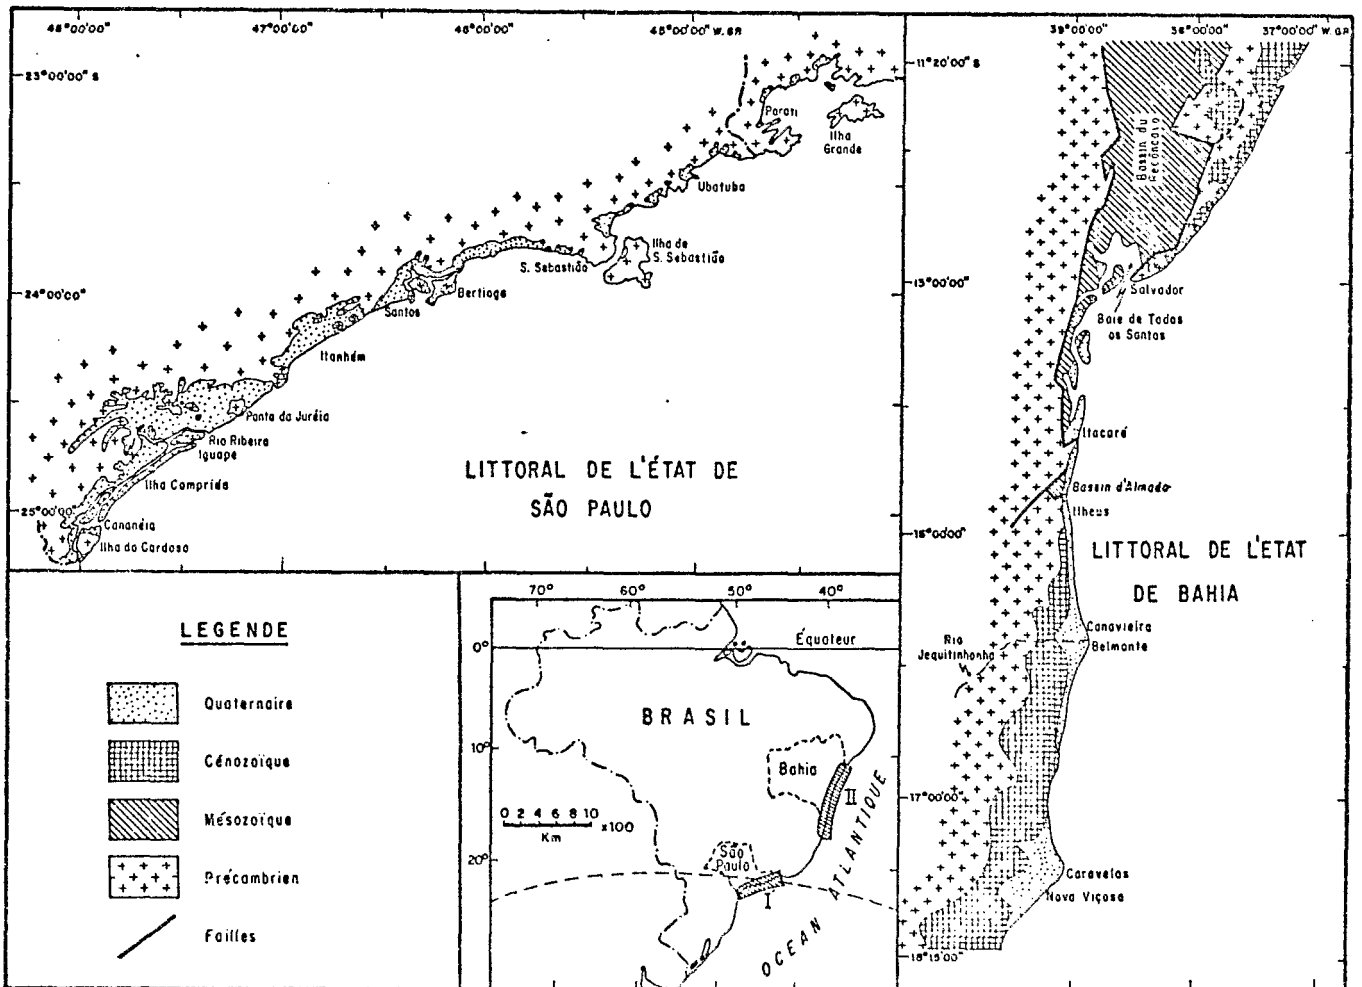 48°00'00"
47°00'00"
46°00'00"
45°00'00" W.GR
23°00'00" S
24°00'00"
25°00'00"
Parati
Ilha
Grande
Ubatuba
Ilha de
S. Sebastião
S. Sebastião
Bertioga
Santos
Itanhém
Ponta da Juréia
Rio Ribeira
Iguape
Ilha Comprida
Cananéia
Ilha do Cardoso
LITTORAL DE L'ÉTAT DE
SÃO PAULO
39°00'00"
38°00'00"
37°00'00" W.GR
11°20'00" S
13°00'00"
15°00'00"
17°00'00"
18°15'00"
Bassin du
Recôncavo
Salvador
Baie de Todos
os Santos
Itacaré
Bassin d'Almada
Ilheus
LITTORAL DE L'ETAT
DE BAHIA
Canavieira
Belmonte
Rio
Jequitinhonha
Caravelas
Nova Viçosa
LEGENDE
Quaternaire
Cénozoïque
Mésozoïque
Précambrien
Failles
70°
60°
50°
40°
0°
10°
20°
Équateur
BRASIL
Bahia
II
0 2 4 6 8 10
x100
Km
São
Paulo
I
OCEAN ATLANTIQUE